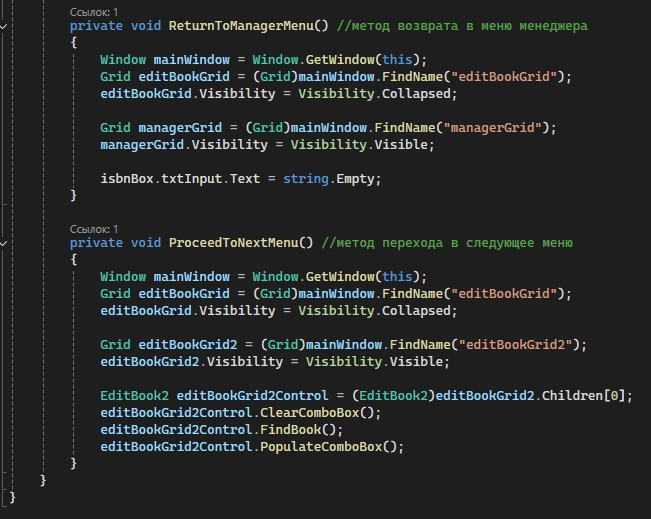 Ссылок: 1
private void ReturnToManagerMenu() //метод возврата в меню менеджера
{
Window mainWindow = Window.GetWindow(this);
Grid editBookGrid = (Grid)mainWindow.FindName("editBookGrid");
editBookGrid.Visibility = Visibility.Collapsed;
Grid managerGrid = (Grid)mainWindow.FindName("managerGrid");
managerGrid.Visibility = Visibility.Visible;
isbnBox.txtInput.Text = string.Empty;
}
Ссылок: 1
private void ProceedToNextMenu() //метод перехода в следующее меню
{
Window mainWindow = Window.GetWindow(this);
Grid editBookGrid = (Grid)mainWindow.FindName("editBookGrid");
editBookGrid.Visibility = Visibility.Collapsed;
Grid editBookGrid2 = (Grid)mainWindow.FindName("editBookGrid2");
editBookGrid2.Visibility = Visibility.Visible;
EditBook2 editBookGrid2Control = (EditBook2)editBookGrid2.Children[0];
editBookGrid2Control.ClearComboBox();
editBookGrid2Control.FindBook();
editBookGrid2Control.PopulateComboBox();
}
}
}